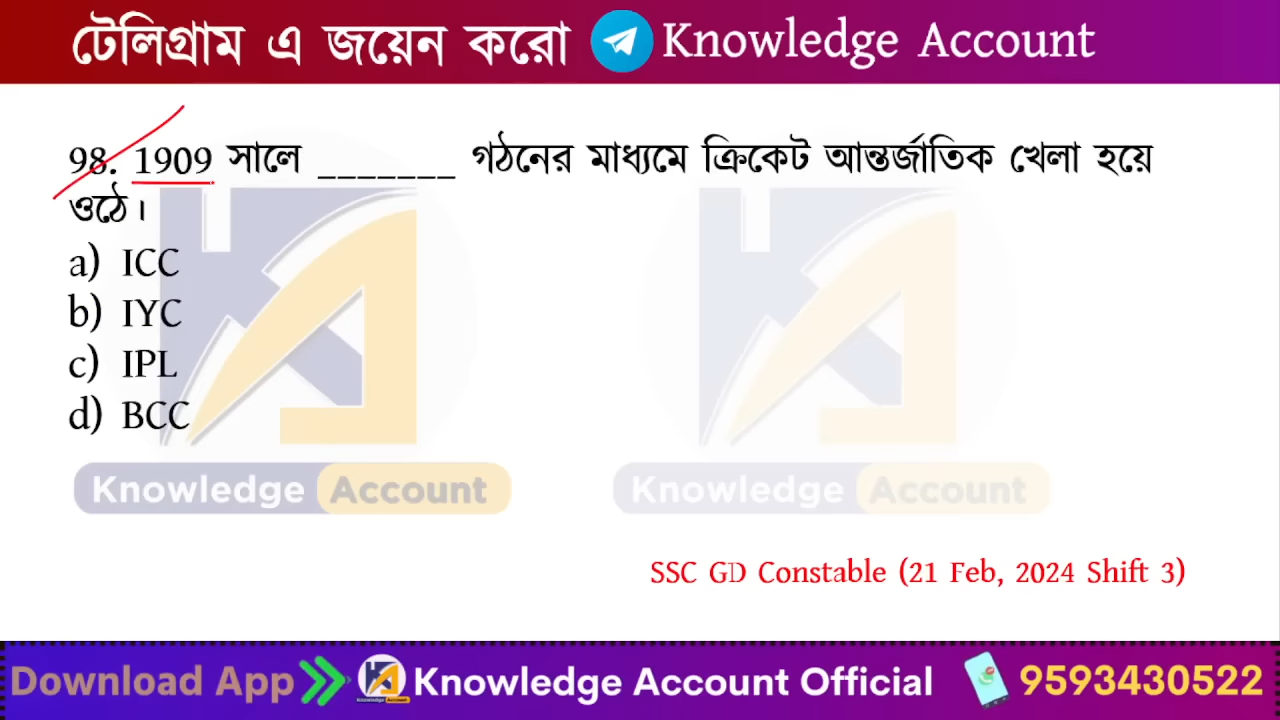 টেলিগ্রাম এ জয়েন করো Knowledge Account
98. 1909 সালে _______ গঠনের মাধ্যমে ক্রিকেট আন্তর্জাতিক খেলা হয়ে
ওঠে।
a) ICC
b) IYC
c) IPL
d) BCC
Knowledge Account
Knowledge Account
SSC GD Constable (21 Feb, 2024 Shift 3)
Download App Knowledge Account Official 9593430522